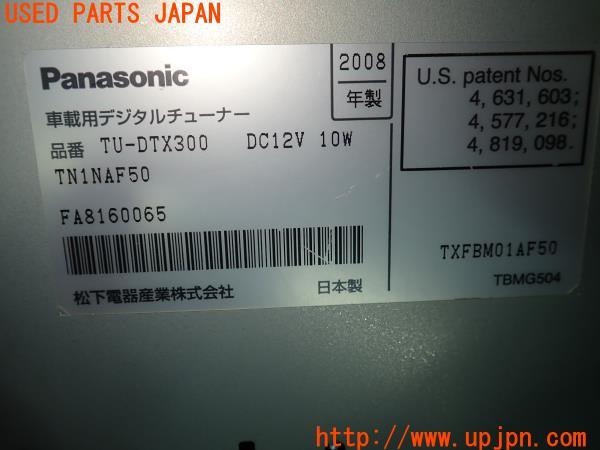 USED PARTS JAPAN
Panasonic
2008
年製
U.S. patent Nos.
4, 631, 603;
4, 577, 216;
4, 819, 098.
車載用デジタルチューナー
品番 TU-DTX300 DC12V 10W
TN1NAF50
FA8160065
TXFBM01AF50
松下電器産業株式会社 日本製
TBMG504
http://www.upjpn.com/